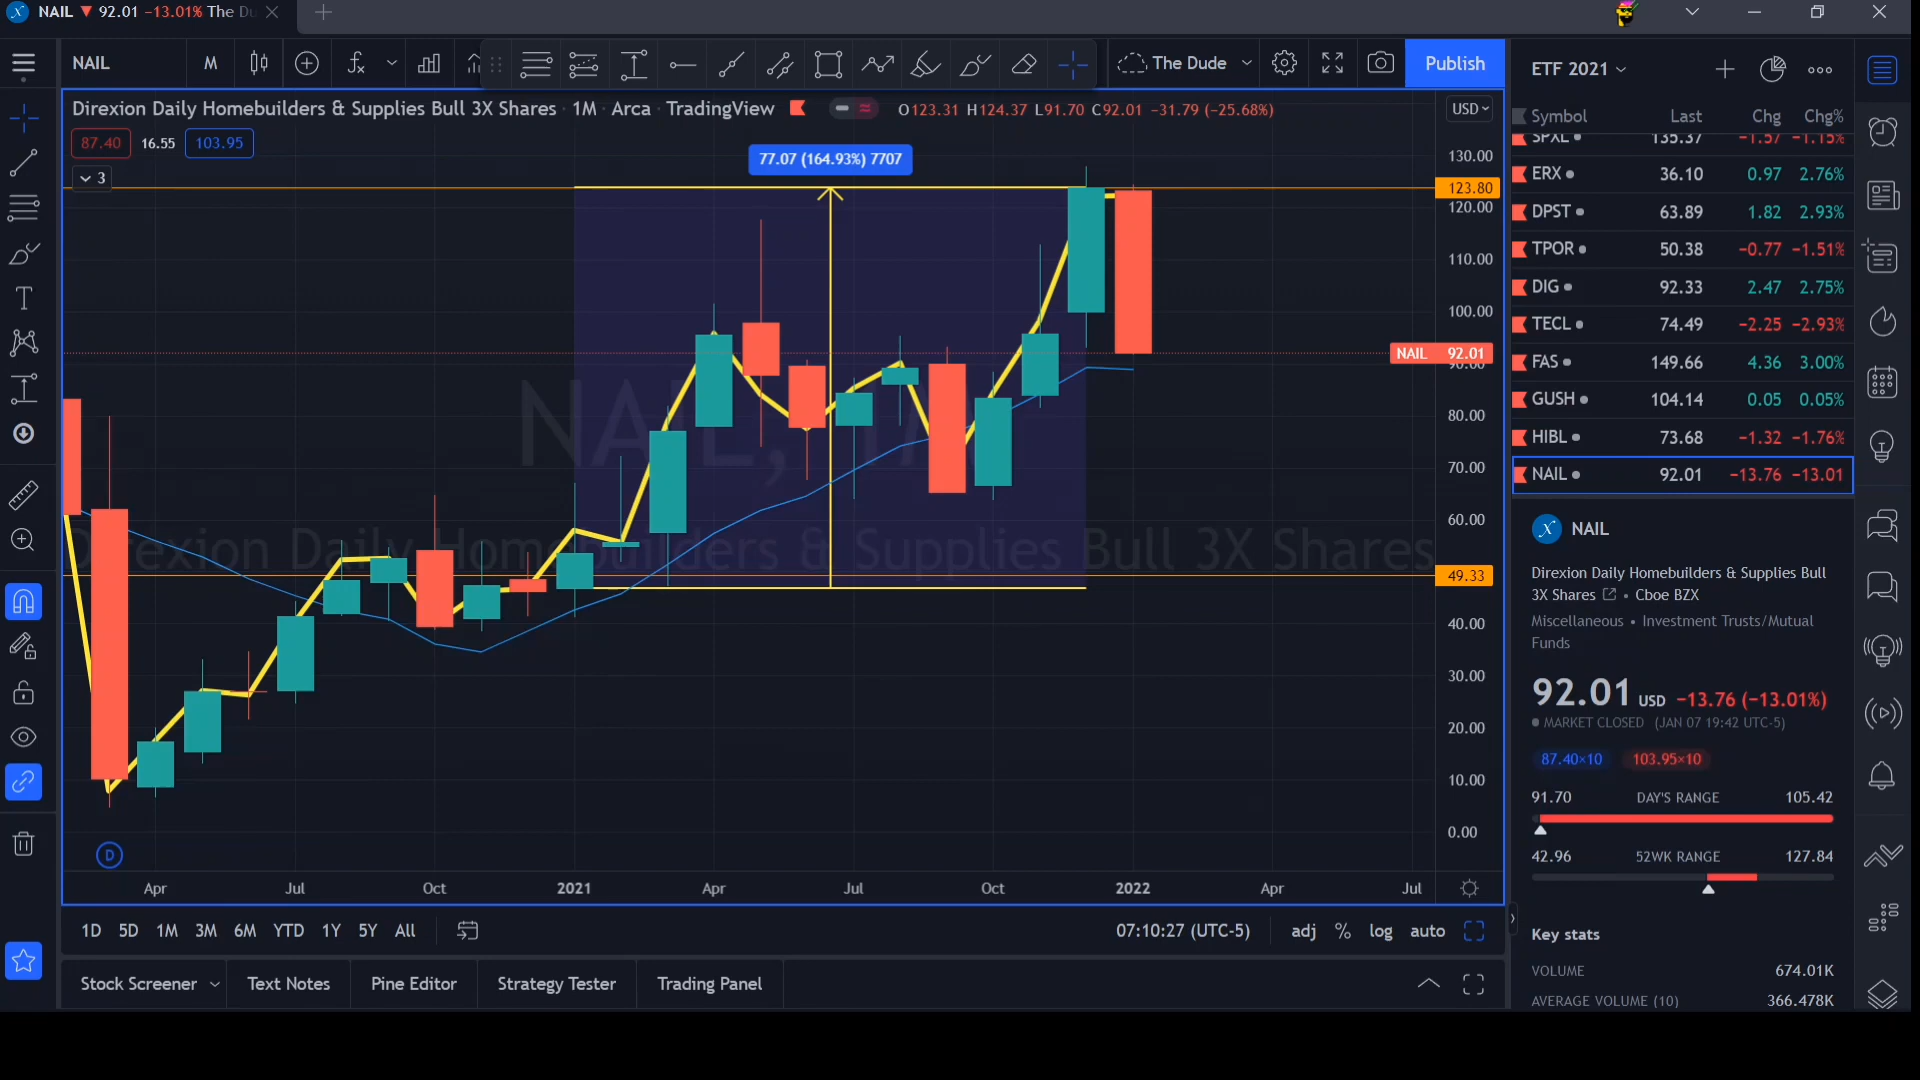 NAIL ▼ 92.01 −13.01% The Du
NAIL M The Dude Publish
Direxion Daily Homebuilders & Supplies Bull 3X Shares · 1M · Arca · TradingView O123.31 H124.37 L91.70 C92.01 −31.79 (−25.68%)
87.40 16.55 103.95
3
77.07 (164.93%) 7707
USD
130.00
123.80
120.00
110.00
100.00
NAIL 92.01
90.00
80.00
70.00
60.00
49.33
40.00
30.00
20.00
10.00
0.00
NAIL, 1M
Direxion Daily Homebuilders & Supplies Bull 3X Shares
D
Apr Jul Oct 2021 Apr Jul Oct 2022 Apr Jul
1D 5D 1M 3M 6M YTD 1Y 5Y All 07:10:27 (UTC-5) adj % log auto
Stock Screener Text Notes Pine Editor Strategy Tester Trading Panel
ETF 2021
Symbol Last Chg Chg%
SPXL 135.37 −1.57 −1.15%
ERX 36.10 0.97 2.76%
DPST 63.89 1.82 2.93%
TPOR 50.38 −0.77 −1.51%
DIG 92.33 2.47 2.75%
TECL 74.49 −2.25 −2.93%
FAS 149.66 4.36 3.00%
GUSH 104.14 0.05 0.05%
HIBL 73.68 −1.32 −1.76%
NAIL 92.01 −13.76 −13.01
NAIL
Direxion Daily Homebuilders & Supplies Bull
3X Shares • Cboe BZX
Miscellaneous • Investment Trusts/Mutual
Funds
92.01 USD −13.76 (−13.01%)
MARKET CLOSED (JAN 07 19:42 UTC-5)
87.40×10 103.95×10
91.70 DAY'S RANGE 105.42
42.96 52WK RANGE 127.84
Key stats
VOLUME 674.01K
AVERAGE VOLUME (10) 366.478K